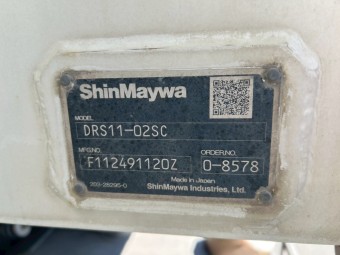 ShinMaywa
MODEL
DRS11-02SC
MFG.NO. ORDER NO.
F11249112OZ O-8578
Made in Japan
ShinMaywa Industries, Ltd.